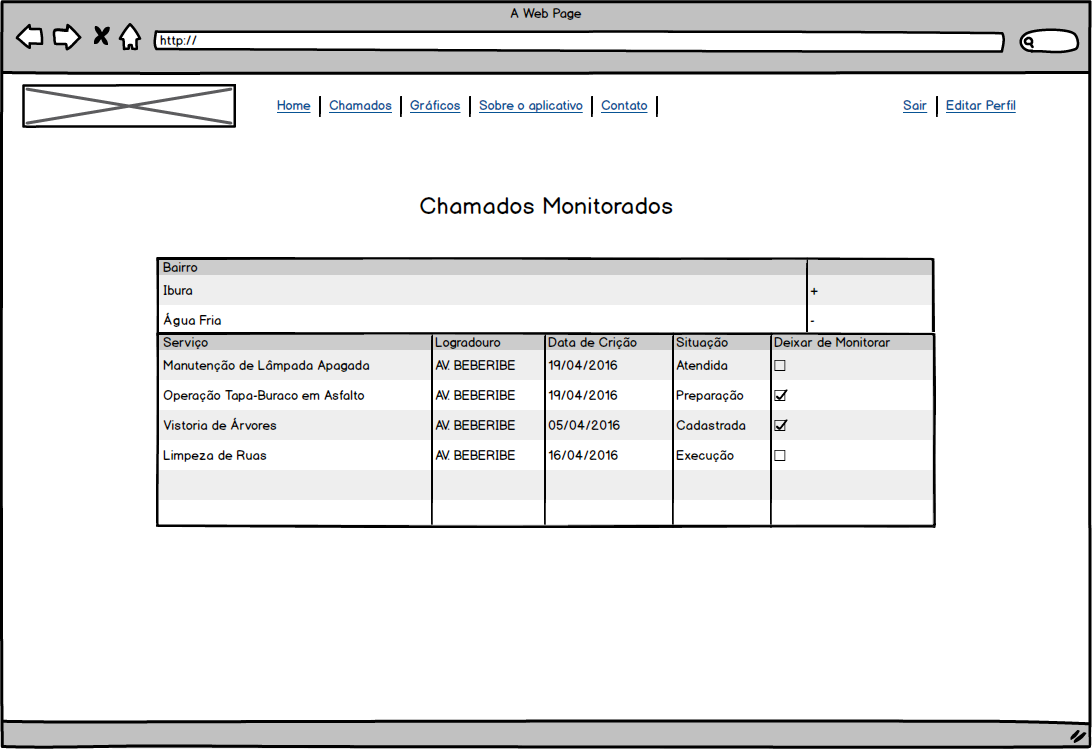 A Web Page
http://
Home Chamados Gráficos Sobre o aplicativo Contato Sair Editar Perfil
Chamados Monitorados
Bairro
Ibura +
Água Fria -
Serviço Logradouro Data de Crição Situação Deixar de Monitorar
Manutenção de Lâmpada Apagada AV. BEBERIBE 19/04/2016 Atendida
Operação Tapa-Buraco em Asfalto AV. BEBERIBE 19/04/2016 Preparação
Vistoria de Árvores AV. BEBERIBE 05/04/2016 Cadastrada
Limpeza de Ruas AV. BEBERIBE 16/04/2016 Execução